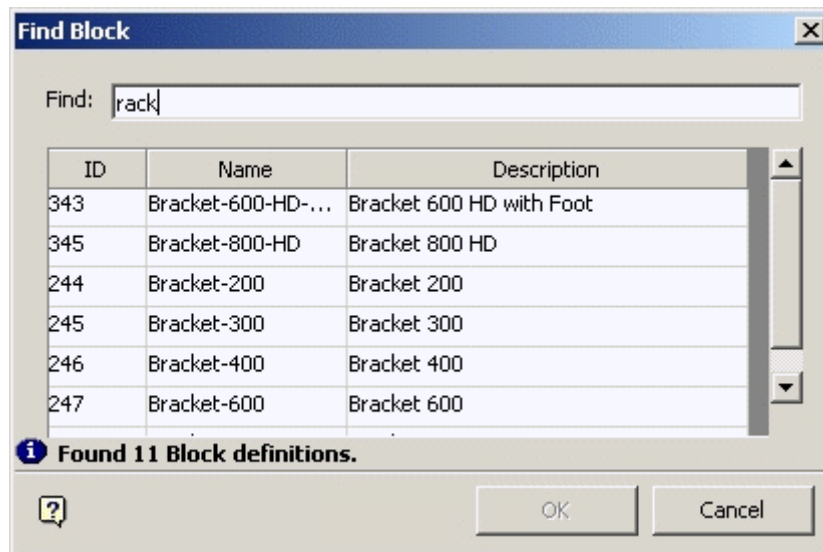 Find Block
Find: rack
ID Name Description
343 Bracket-600-HD-... Bracket 600 HD with Foot
345 Bracket-800-HD Bracket 800 HD
244 Bracket-200 Bracket 200
245 Bracket-300 Bracket 300
246 Bracket-400 Bracket 400
247 Bracket-600 Bracket 600
Found 11 Block definitions.
OK Cancel